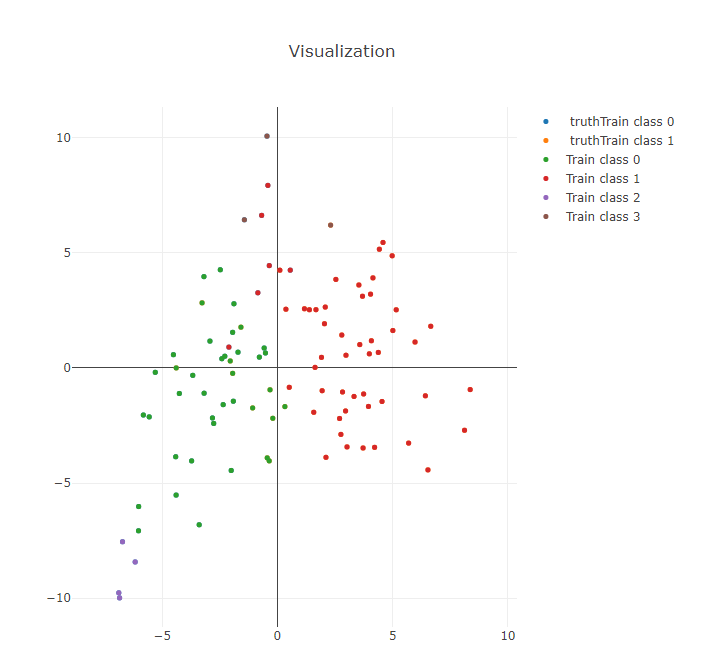 Visualization
truthTrain class 0
truthTrain class 1
Train class 0
Train class 1
Train class 2
Train class 3
10
5
0
−5
−10
−5
0
5
10